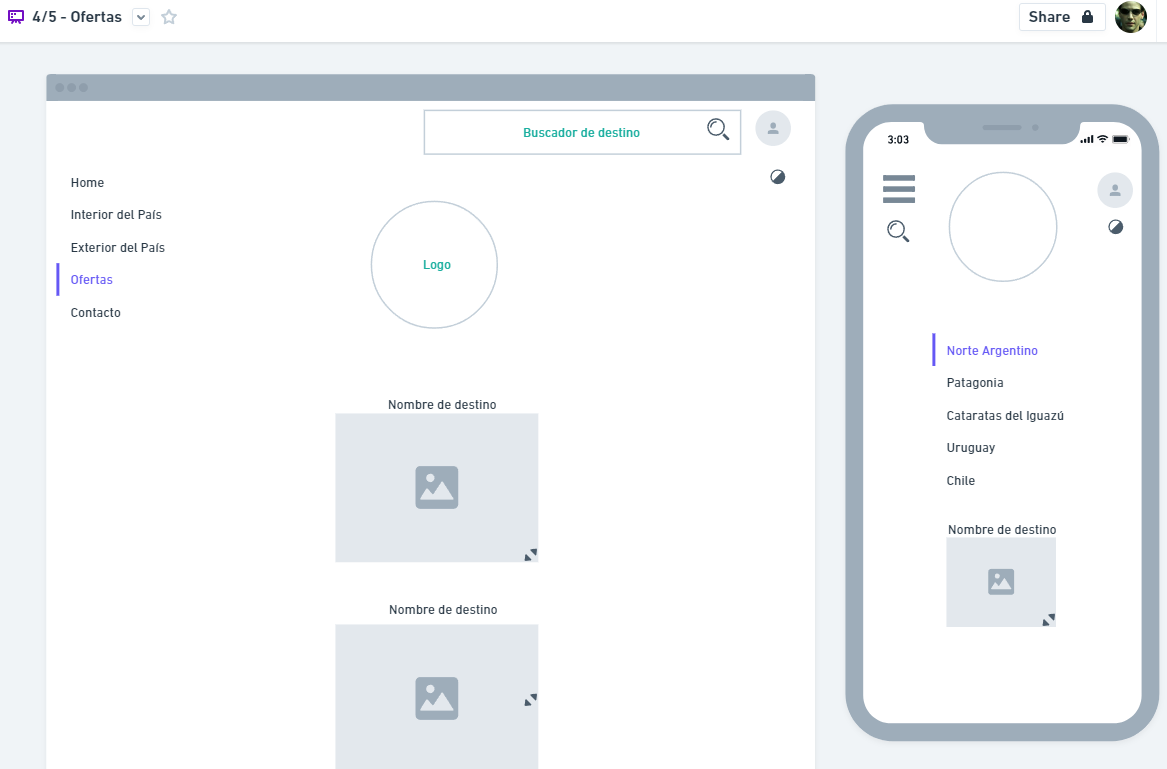 4/5 - Ofertas
Share
Buscador de destino
Home
Interior del País
Exterior del País
Ofertas
Contacto
Logo
Nombre de destino
Nombre de destino
3:03
Norte Argentino
Patagonia
Cataratas del Iguazú
Uruguay
Chile
Nombre de destino